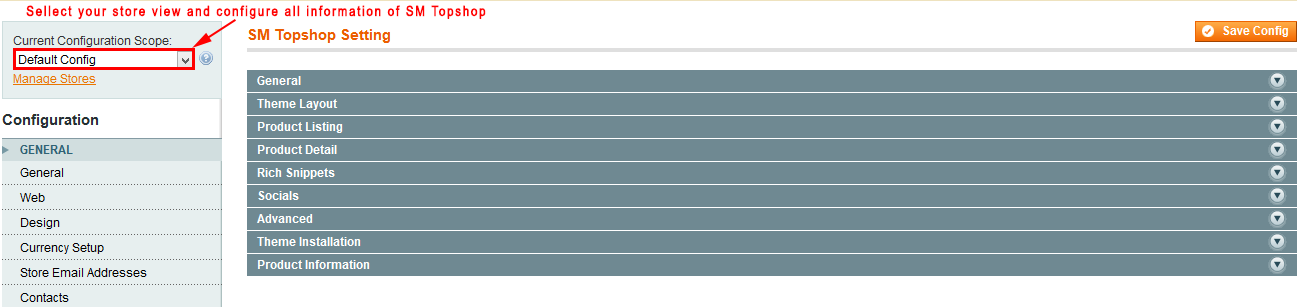 Sellect your store view and configure all information of SM Topshop
Current Configuration Scope:
Default Config
Manage Stores
Configuration
GENERAL
General
Web
Design
Currency Setup
Store Email Addresses
Contacts
SM Topshop Setting
Save Config
General
Theme Layout
Product Listing
Product Detail
Rich Snippets
Socials
Advanced
Theme Installation
Product Information